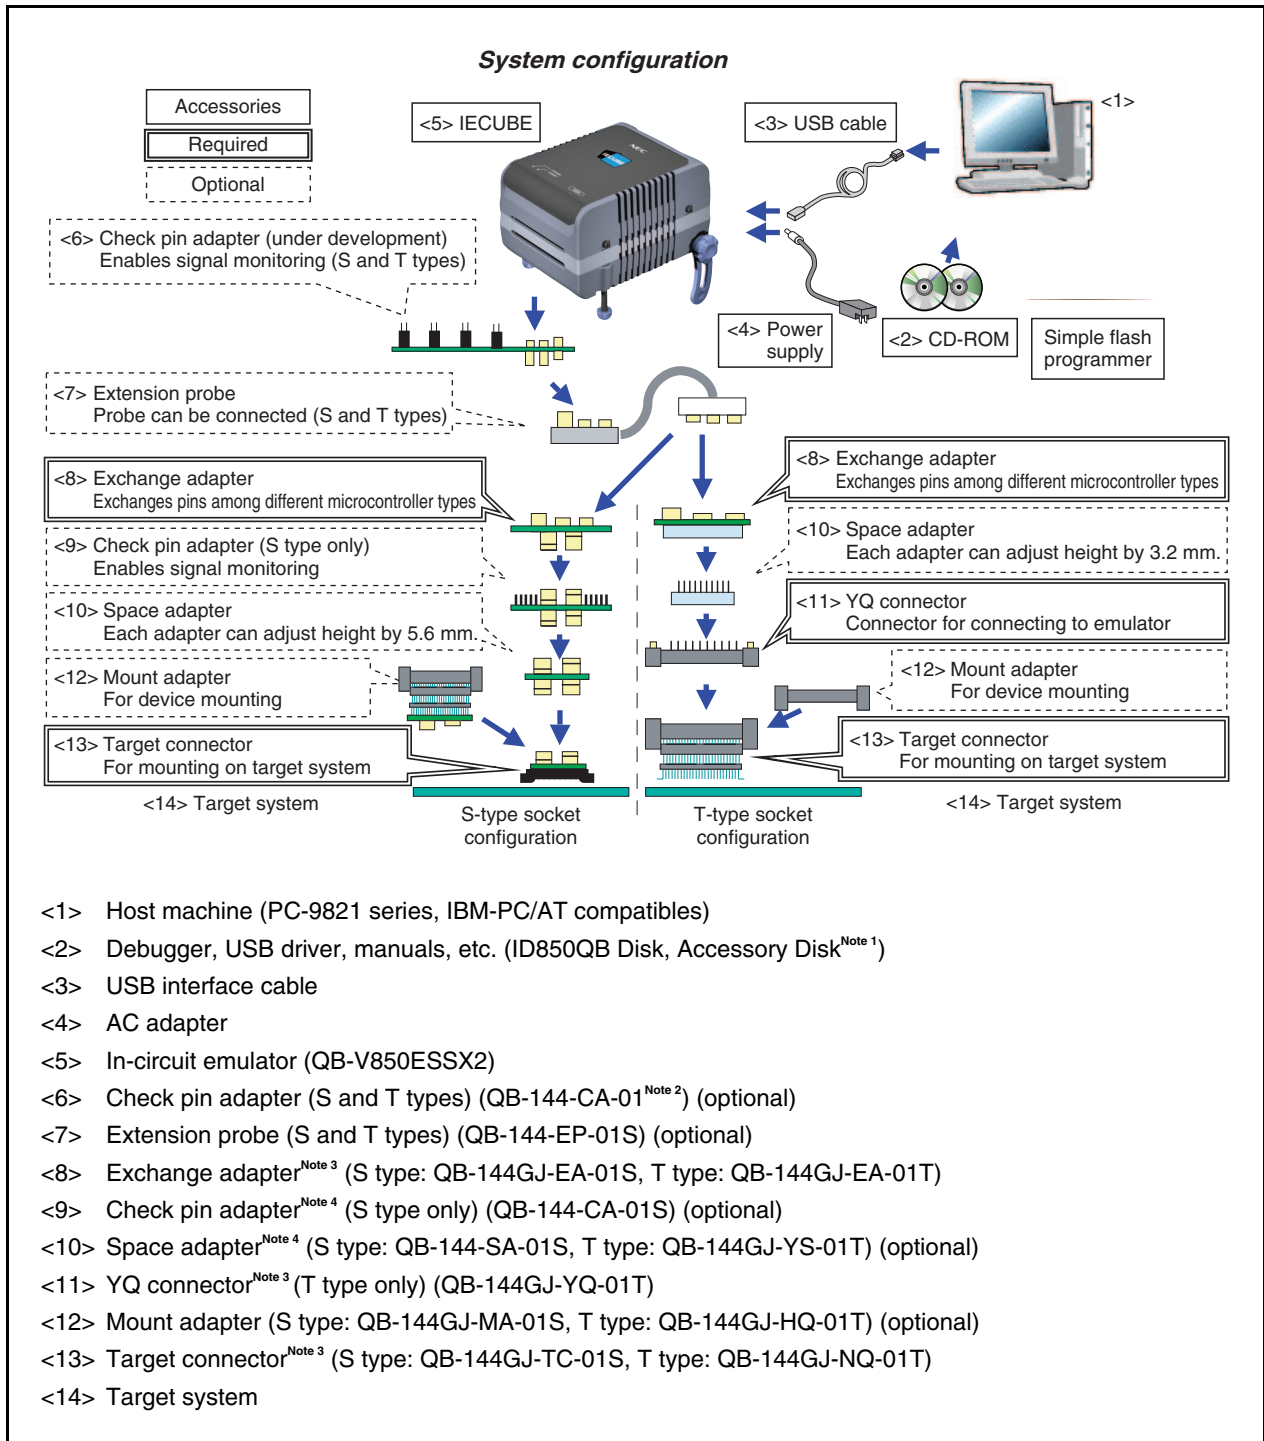 System configuration
Accessories
Required
Optional
<5> IECUBE
<3> USB cable
<1>
NEC
<6> Check pin adapter (under development)
Enables signal monitoring (S and T types)
<4> Power
supply
<2> CD-ROM
Simple flash
programmer
<7> Extension probe
Probe can be connected (S and T types)
<8> Exchange adapter
Exchanges pins among different microcontroller types
<9> Check pin adapter (S type only)
Enables signal monitoring
<10> Space adapter
Each adapter can adjust height by 5.6 mm.
<12> Mount adapter
For device mounting
<13> Target connector
For mounting on target system
<14> Target system
S-type socket
configuration
<8> Exchange adapter
Exchanges pins among different microcontroller types
<10> Space adapter
Each adapter can adjust height by 3.2 mm.
<11> YQ connector
Connector for connecting to emulator
<12> Mount adapter
For device mounting
<13> Target connector
For mounting on target system
<14> Target system
T-type socket
configuration
<1> Host machine (PC-9821 series, IBM-PC/AT compatibles)
<2> Debugger, USB driver, manuals, etc. (ID850QB Disk, Accessory Disk Note 1)
<3> USB interface cable
<4> AC adapter
<5> In-circuit emulator (QB-V850ESSX2)
<6> Check pin adapter (S and T types) (QB-144-CA-01 Note 2) (optional)
<7> Extension probe (S and T types) (QB-144-EP-01S) (optional)
<8> Exchange adapter Note 3 (S type: QB-144GJ-EA-01S, T type: QB-144GJ-EA-01T)
<9> Check pin adapter Note 4 (S type only) (QB-144-CA-01S) (optional)
<10> Space adapter Note 4 (S type: QB-144-SA-01S, T type: QB-144GJ-YS-01T) (optional)
<11> YQ connector Note 3 (T type only) (QB-144GJ-YQ-01T)
<12> Mount adapter (S type: QB-144GJ-MA-01S, T type: QB-144GJ-HQ-01T) (optional)
<13> Target connector Note 3 (S type: QB-144GJ-TC-01S, T type: QB-144GJ-NQ-01T)
<14> Target system